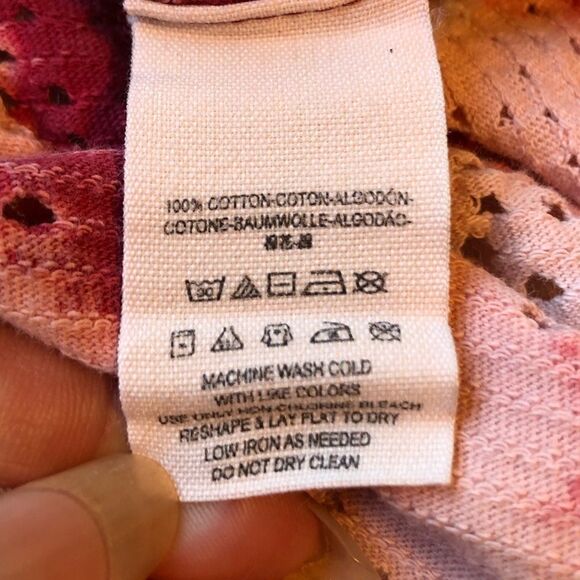 100% COTTON-COTON-ALGODÓN-
COTONE-BAUMWOLLE-ALGODÃO-
MACHINE WASH COLD
WITH LIKE COLORS
USE ONLY NON-CHLORINE BLEACH
RESHAPE & LAY FLAT TO DRY
LOW IRON AS NEEDED
DO NOT DRY CLEAN